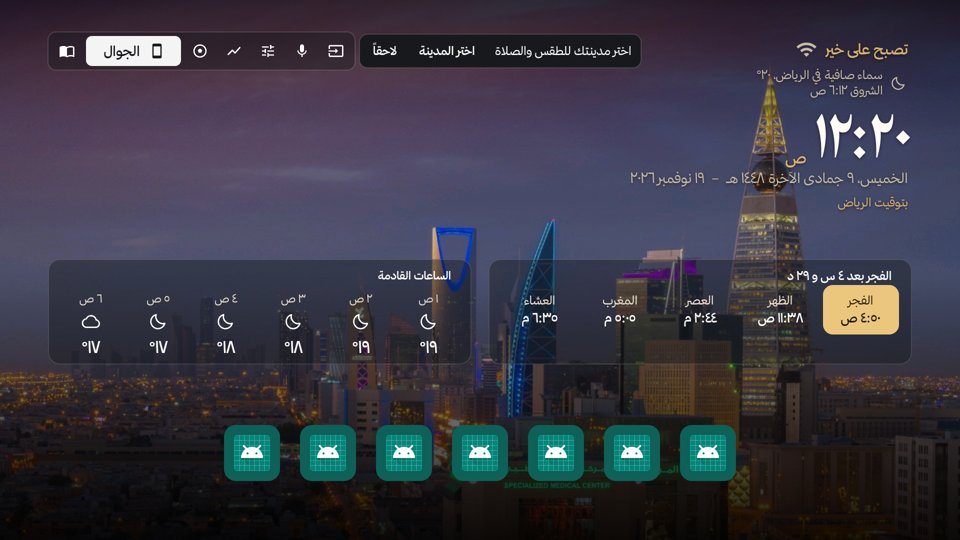 تصبح على خير
سماء صافية في الرياض، ٢٠°
الشروق ٦:١٢ ص
١٢:٢٠ ص
الخميس، ٩ جمادى الآخرة ١٤٤٨ هـ – ١٩ نوفمبر ٢٠٢٦
بتوقيت الرياض
اختر مدينتك للطقس والصلاة
اختر المدينة
لاحقاً
الجوال
الفجر بعد ٤ س و ٢٩ د
الفجر الظهر العصر المغرب العشاء
٤:٥٠ ص ١١:٣٨ ص ٢:٤٤ م ٥:٠٥ م ٦:٣٥ م
الساعات القادمة
١ ص ٢ ص ٣ ص ٤ ص ٥ ص ٦ ص
١٩° ١٩° ١٨° ١٨° ١٧° ١٧°
SPECIALIZED MEDICAL CENTER